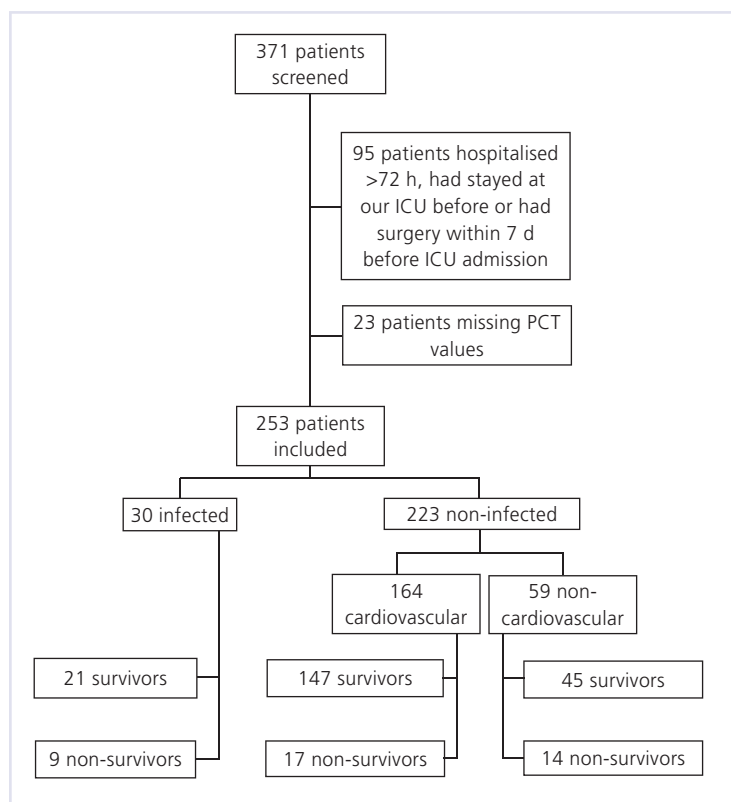 371 patients
screened
95 patients hospitalised
>72 h, had stayed at
our ICU before or had
surgery within 7 d
before ICU admission
23 patients missing PCT
values
253 patients
included
30 infected
223 non-infected
164
cardiovascular
59 non-
cardiovascular
21 survivors
147 survivors
45 survivors
9 non-survivors
17 non-survivors
14 non-survivors